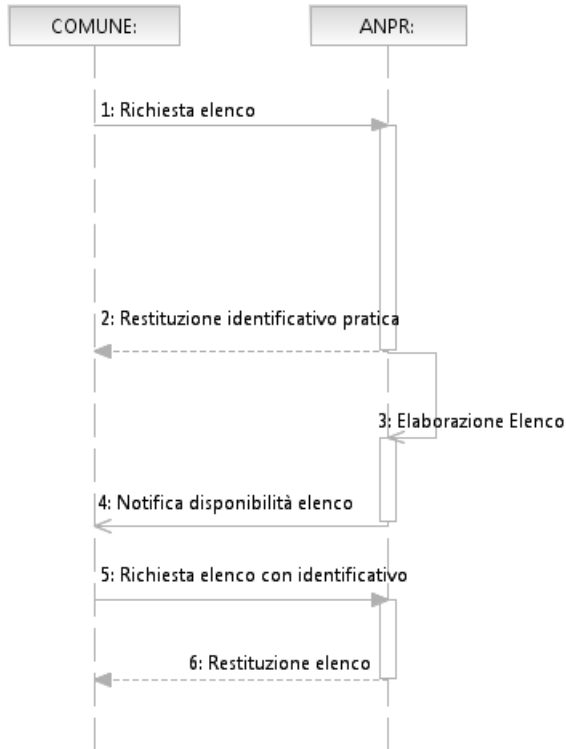 COMUNE:
ANPR:
1: Richiesta elenco
2: Restituzione identificativo pratica
3: Elaborazione Elenco
4: Notifica disponibilità elenco
5: Richiesta elenco con identificativo
6: Restituzione elenco